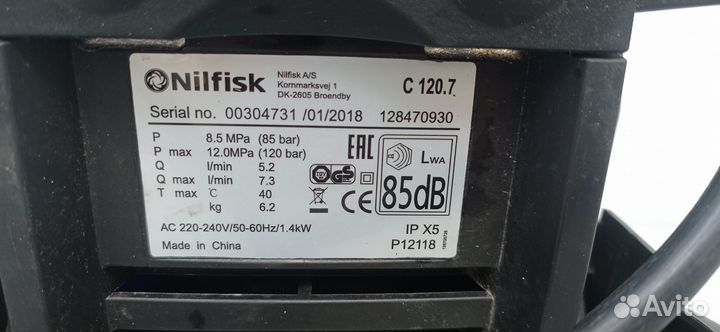 Nilfisk
Nilfisk A/S
Kornmarksvej 1
DK-2605 Broendby
C 120.7
Serial no. 00304731 /01/2018 128470930
P 8.5 MPa (85 bar)
P max 12.0MPa (120 bar)
Q l/min 5.2
Q max l/min 7.3
T max ℃ 40
kg 6.2
EAC
GS
CE
LWA
85dB
AC 220-240V/50-60Hz/1.4kW
IP X5
Made in China
P12118
Avito